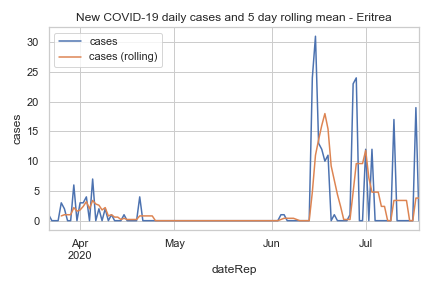 New COVID-19 daily cases and 5 day rolling mean - Eritrea
cases
cases (rolling)
30
25
20
15
10
5
0
cases
Apr
2020
May
Jun
Jul
dateRep